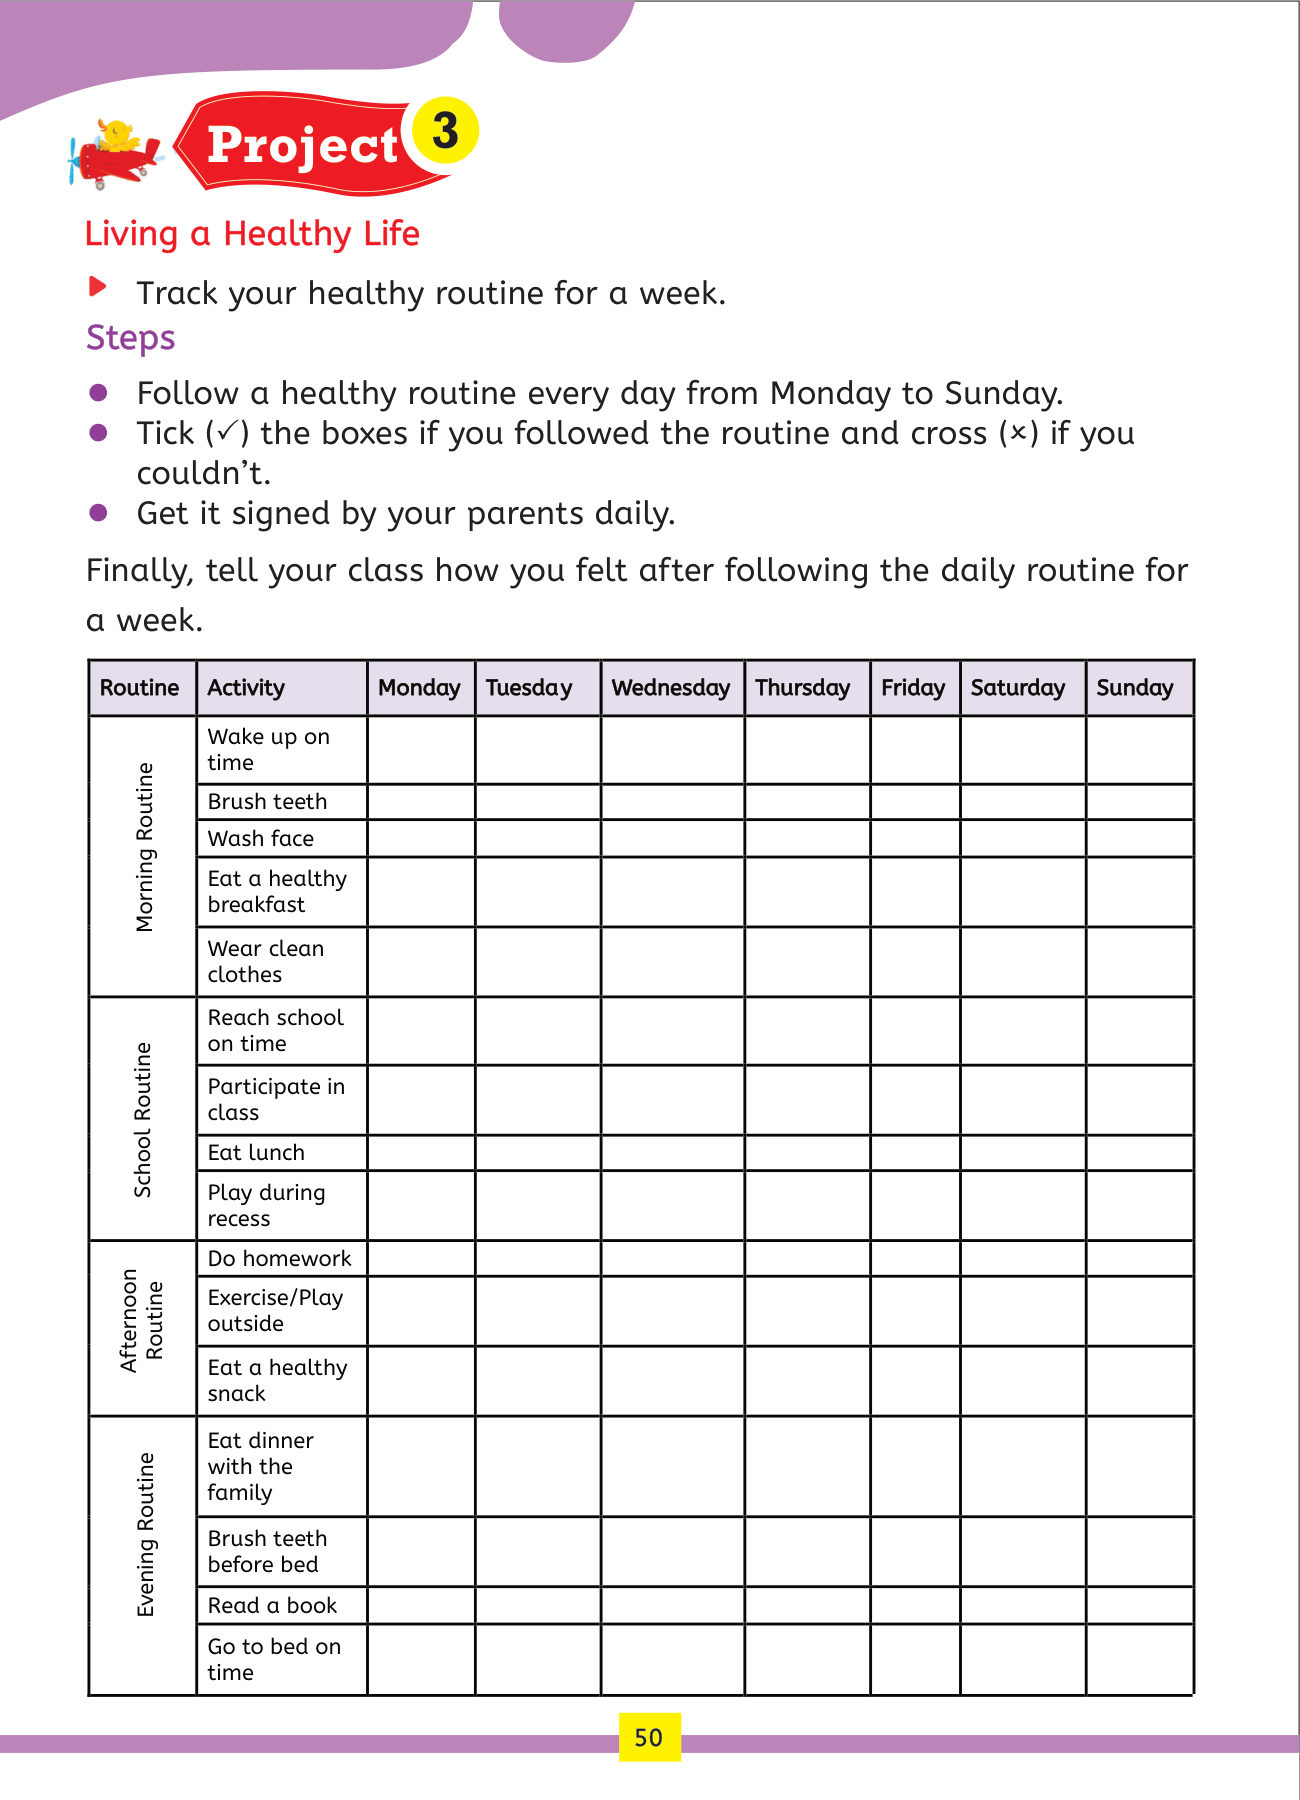 Project 3
Living a Healthy Life
Track your healthy routine for a week.
Steps
Follow a healthy routine every day from Monday to Sunday.
Tick (✓) the boxes if you followed the routine and cross (×) if you
couldn't.
Get it signed by your parents daily.
Finally, tell your class how you felt after following the daily routine for
a week.
Routine Activity Monday Tuesday Wednesday Thursday Friday Saturday Sunday
Morning Routine
Wake up on
time
Brush teeth
Wash face
Eat a healthy
breakfast
Wear clean
clothes
School Routine
Reach school
on time
Participate in
class
Eat lunch
Play during
recess
Afternoon
Routine
Do homework
Exercise/Play
outside
Eat a healthy
snack
Evening Routine
Eat dinner
with the
family
Brush teeth
before bed
Read a book
Go to bed on
time
50